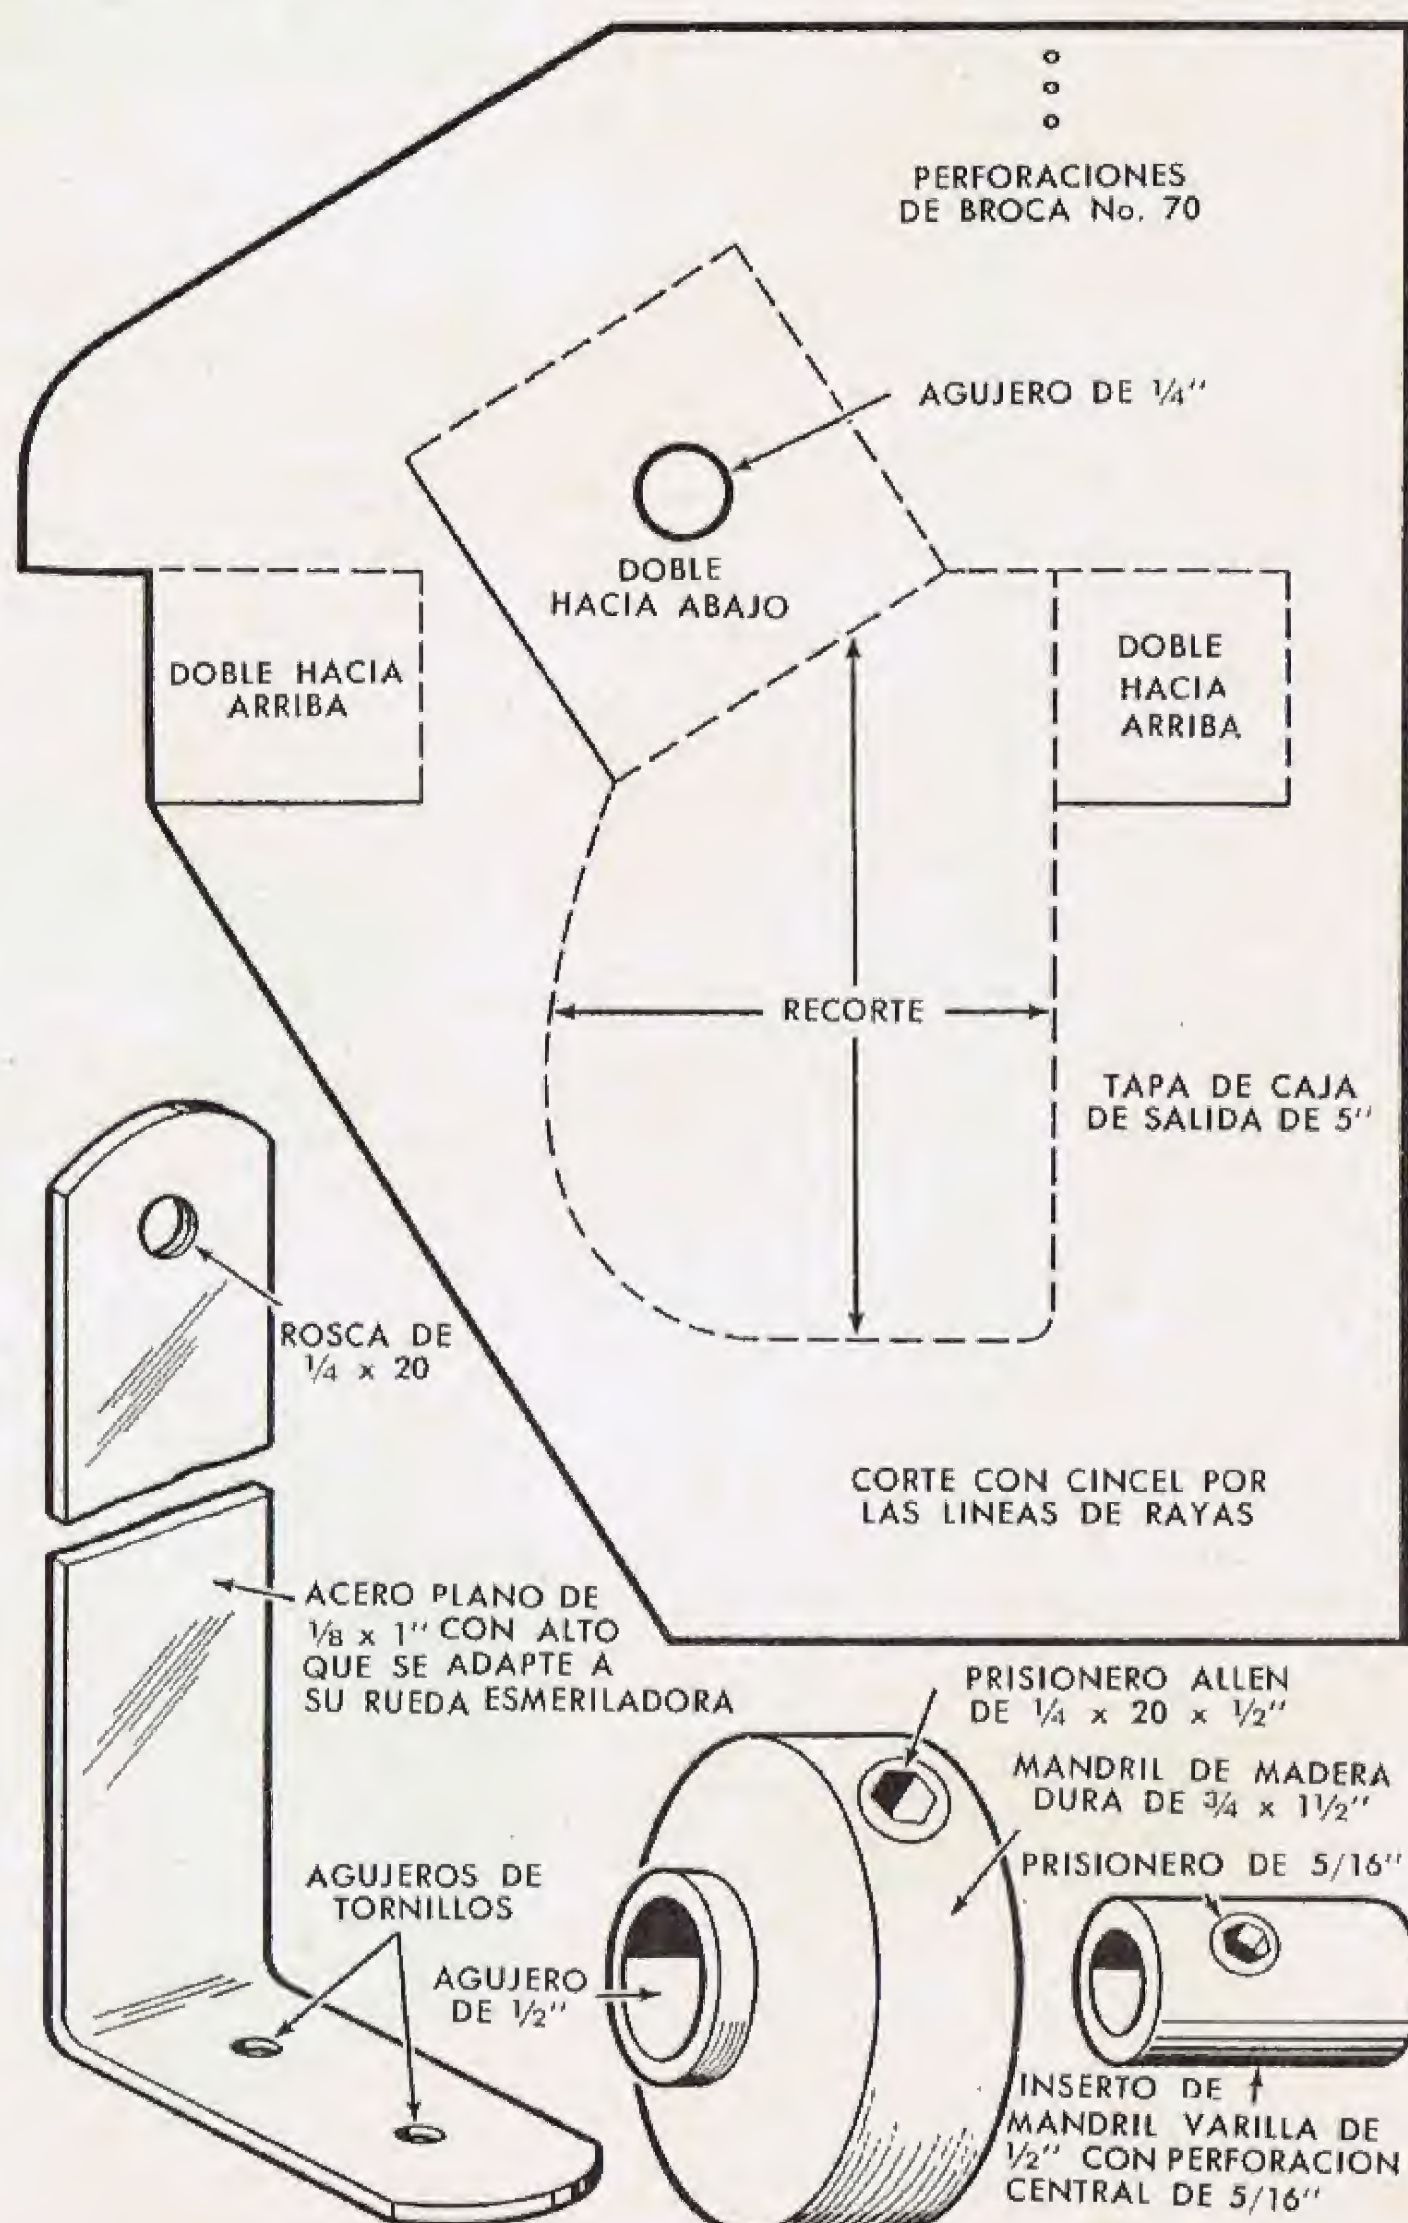 PERFORACIONES
DE BROCA No. 70
AGUJERO DE 1/4"
DOBLE
HACIA ABAJO
DOBLE HACIA
ARRIBA
DOBLE
HACIA
ARRIBA
RECORTE
TAPA DE CAJA
DE SALIDA DE 5"
ROSCA DE
1/4 x 20
CORTE CON CINCEL POR
LAS LINEAS DE RAYAS
ACERO PLANO DE
1/8 x 1" CON ALTO
QUE SE ADAPTE A
SU RUEDA ESMERILADORA
PRISIONERO ALLEN
DE 1/4 x 20 x 1/2"
MANDRIL DE MADERA
DURA DE 3/4 x 1 1/2"
PRISIONERO DE 5/16"
AGUJEROS DE
TORNILLOS
AGUJERO
DE 1/2"
INSERTO DE
MANDRIL VARILLA DE
1/2" CON PERFORACION
CENTRAL DE 5/16"